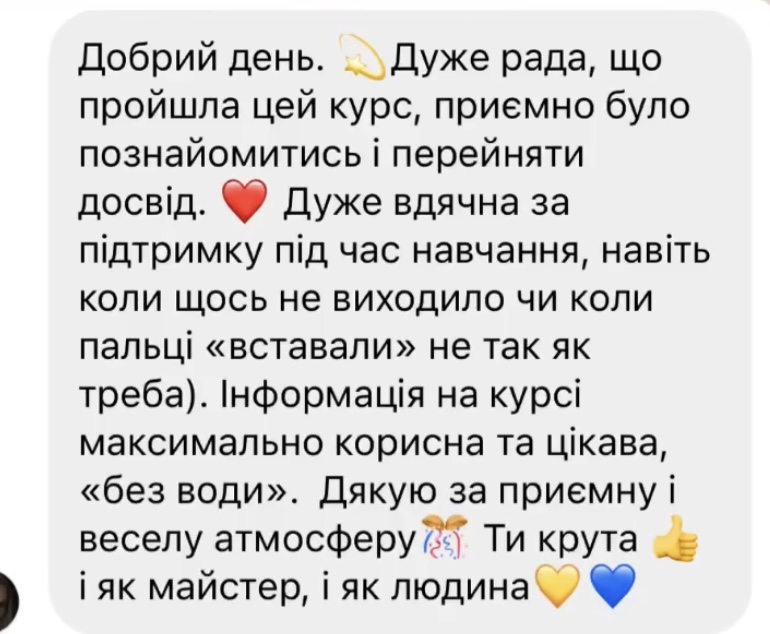 Добрий день. 💫Дуже рада, що
пройшла цей курс, приємно було
познайомитись і перейняти
досвід. ❤️ Дуже вдячна за
підтримку під час навчання, навіть
коли щось не виходило чи коли
пальці «вставали» не так як
треба). Інформація на курсі
максимально корисна та цікава,
«без води». Дякую за приємну і
веселу атмосферу🎊 Ти крута 👍
і як майстер, і як людина💛💙